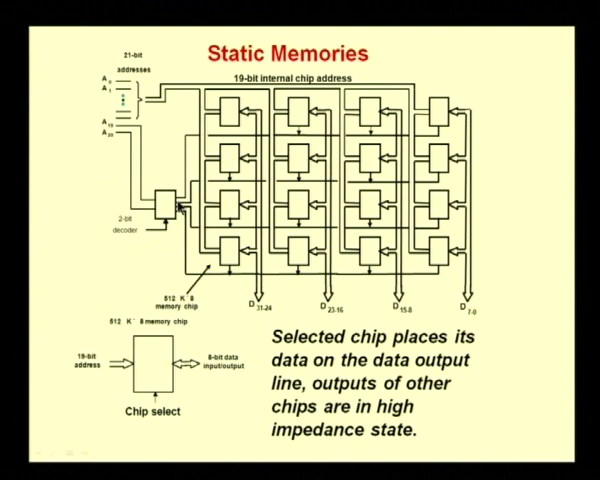 Static Memories
21-bit
addresses
19-bit internal chip address
A0
A1
A19
A20
2-bit
decoder
512 K ´ 8
memory chip
D31-24
D23-16
D15-8
D7-0
512 K ´ 8 memory chip
19-bit
address
8-bit data
input/output
Chip select
Selected chip places its
data on the data output
line, outputs of other
chips are in high
impedance state.